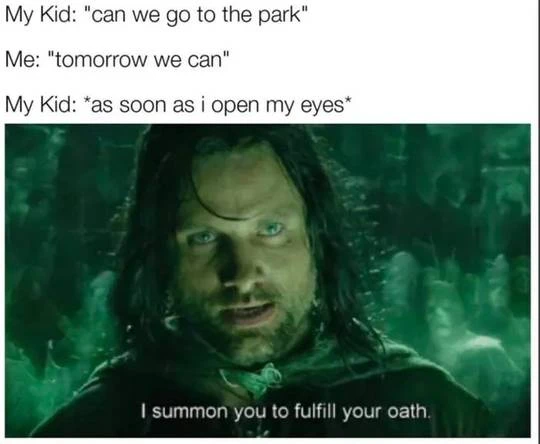 My Kid: "can we go to the park"
Me: "tomorrow we can"
My Kid: *as soon as i open my eyes*
I summon you to fulfill your oath.